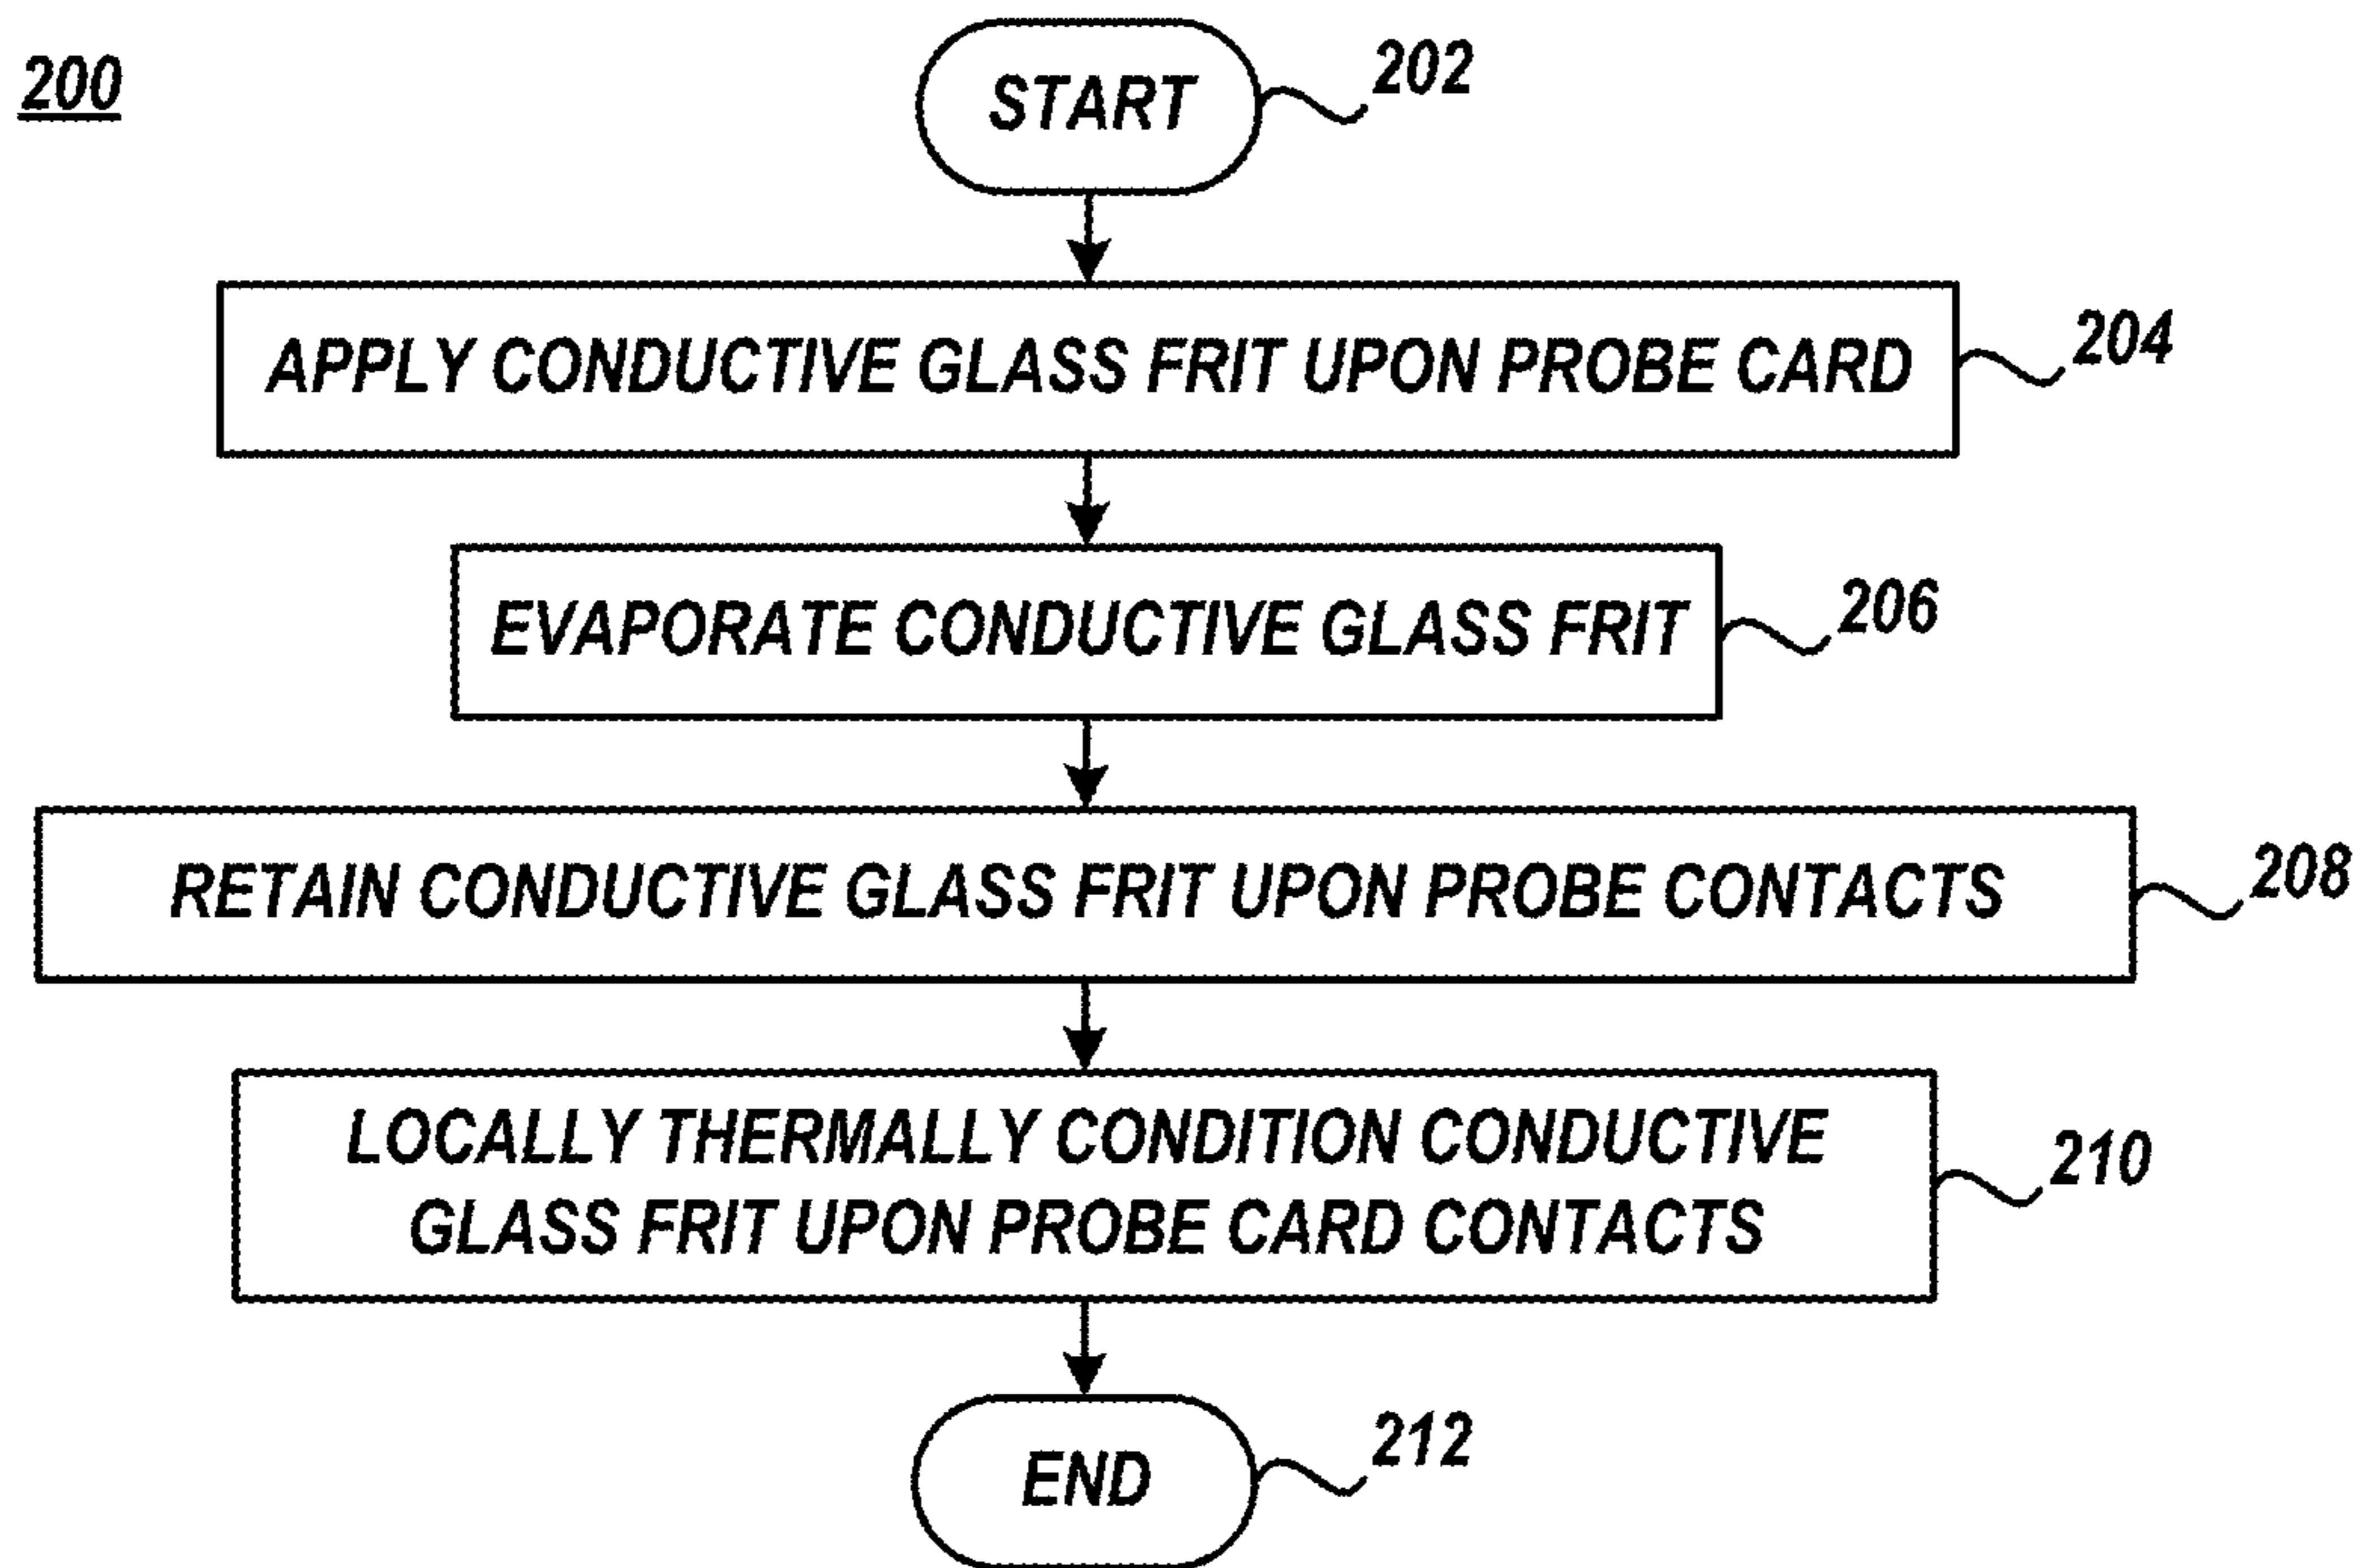 200
START
202
APPLY CONDUCTIVE GLASS FRIT UPON PROBE CARD
204
EVAPORATE CONDUCTIVE GLASS FRIT
206
RETAIN CONDUCTIVE GLASS FRIT UPON PROBE CONTACTS
208
LOCALLY THERMALLY CONDITION CONDUCTIVE
GLASS FRIT UPON PROBE CARD CONTACTS
210
END
212